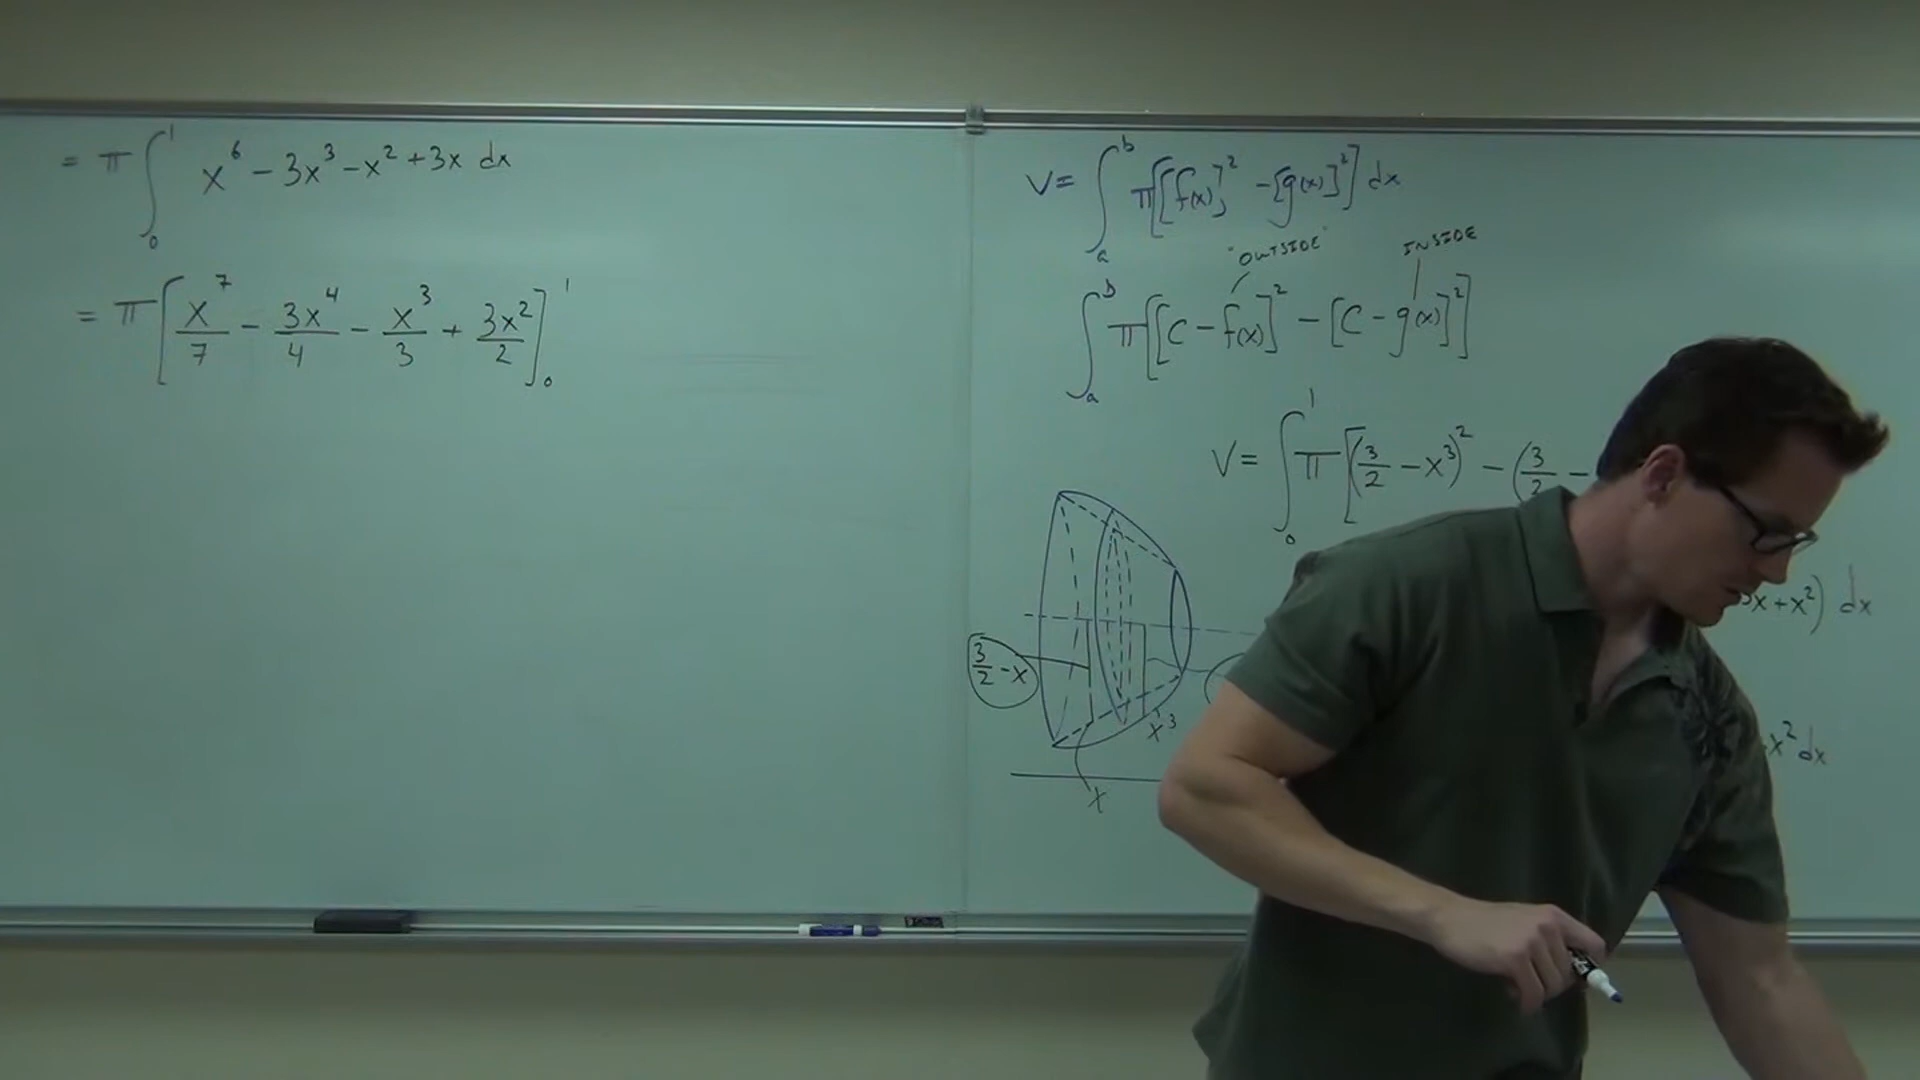 = π ∫₀¹ x⁶ - 3x³ - x² + 3x dx
= π [x⁷/7 - 3x⁴/4 - x³/3 + 3x²/2]₀¹
V = ∫ₐᵇ π[[f(x)]² - [g(x)]²] dx
"OUTSIDE" INSIDE
∫ₐᵇ π[[C - f(x)]² - [C - g(x)]²]
V = ∫₀¹ π[(3/2 - x³)² - (3/2 -
x + x²) dx
3/2 - x
x³
x² dx
x